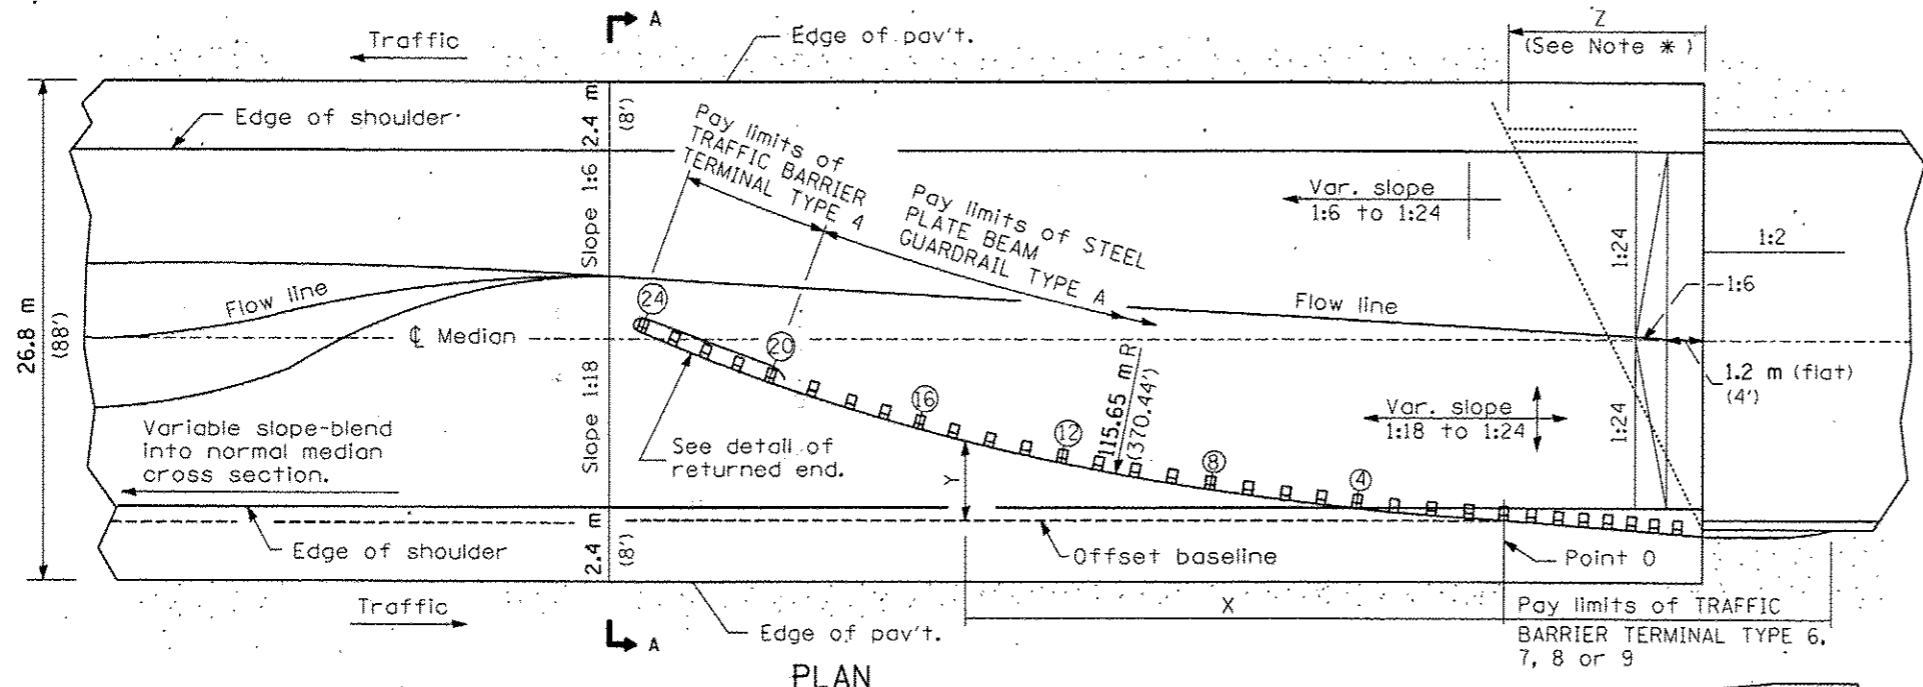 A
Traffic
Edge of pav't.
Z
(See Note *)
Edge of shoulder
2.4 m
(8')
Pay limits of
TRAFFIC BARRIER
TERMINAL TYPE 4
Pay limits of STEEL
PLATE BEAM
GUARDRAIL TYPE A
Var. slope
1:6 to 1:24
1:24
1:2
Slope 1:6
1:6
Flow line
Flow line
26.8 m
(88')
℄ Median
24
20
16
12
8
4
115.65 m R
(370.44')
1.2 m (flat)
(4')
Slope 1:18
Var. slope
1:18 to 1:24
1:24
Variable slope-blend
into normal median
cross section.
See detail of
returned end.
Y
Edge of shoulder
2.4 m
(8')
Offset baseline
Point 0
Traffic
X
Pay limits of TRAFFIC
BARRIER TERMINAL TYPE 6,
7, 8 or 9
A
Edge of pav't.
PLAN